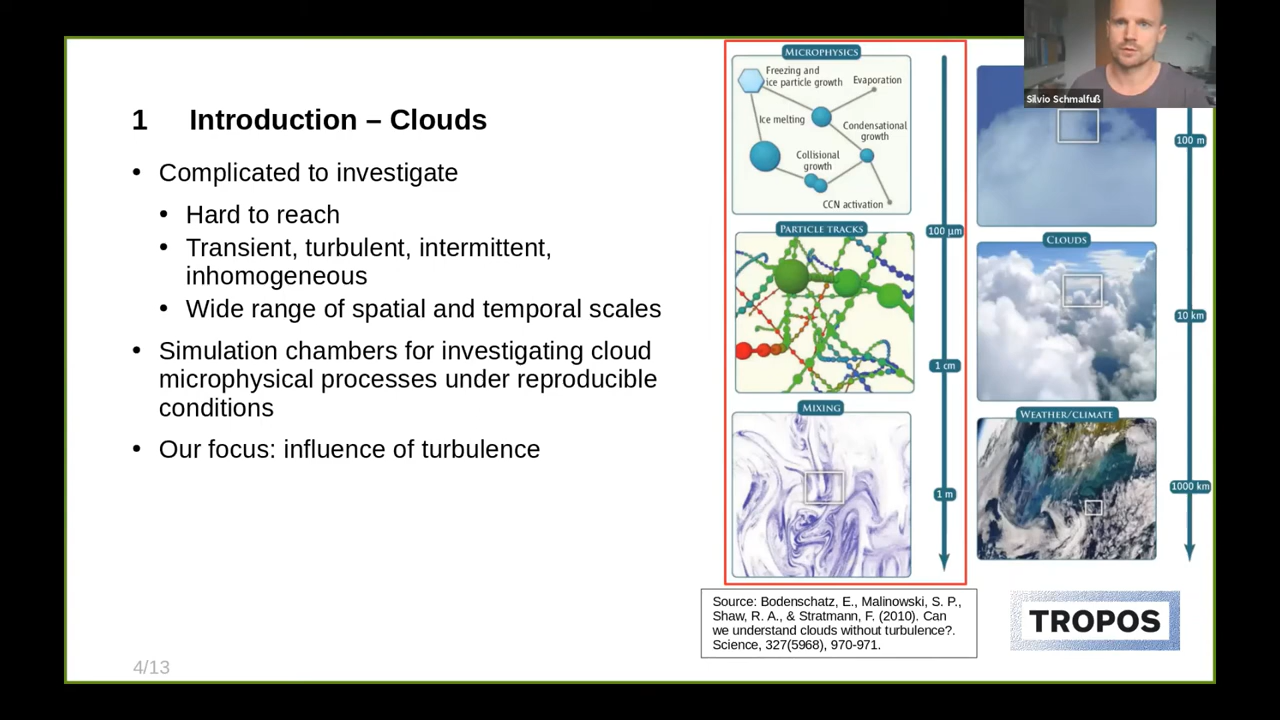 1 Introduction – Clouds
• Complicated to investigate
• Hard to reach
• Transient, turbulent, intermittent,
inhomogeneous
• Wide range of spatial and temporal scales
• Simulation chambers for investigating cloud
microphysical processes under reproducible
conditions
• Our focus: influence of turbulence
4/13
MICROPHYSICS
Freezing and
ice particle growth
Evaporation
Ice melting
Condensational
growth
Collisional
growth
CCN activation
100 µm
PARTICLE TRACKS
1 cm
MIXING
1 m
Silvio Schmalfuß
100 m
CLOUDS
10 km
WEATHER/CLIMATE
1000 km
Source: Bodenschatz, E., Malinowski, S. P.,
Shaw, R. A., & Stratmann, F. (2010). Can
we understand clouds without turbulence?.
Science, 327(5968), 970-971.
TROPOS